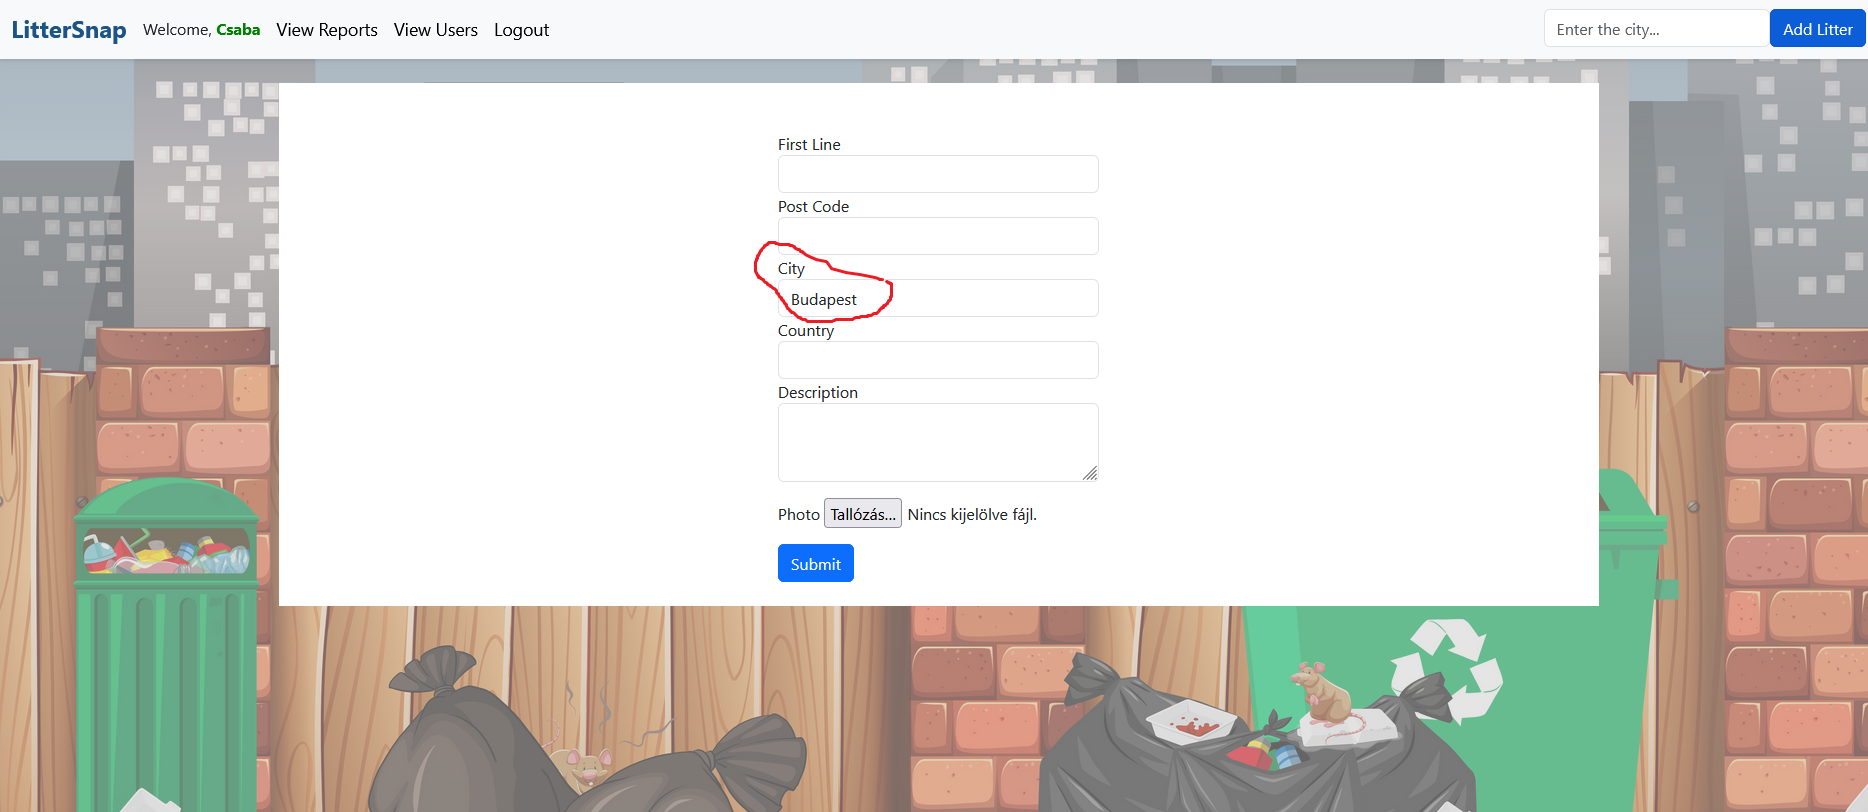 LitterSnap Welcome, Csaba View Reports View Users Logout Enter the city... Add Litter
First Line
Post Code
City
Budapest
Country
Description
Photo Tallózás... Nincs kijelölve fájl.
Submit